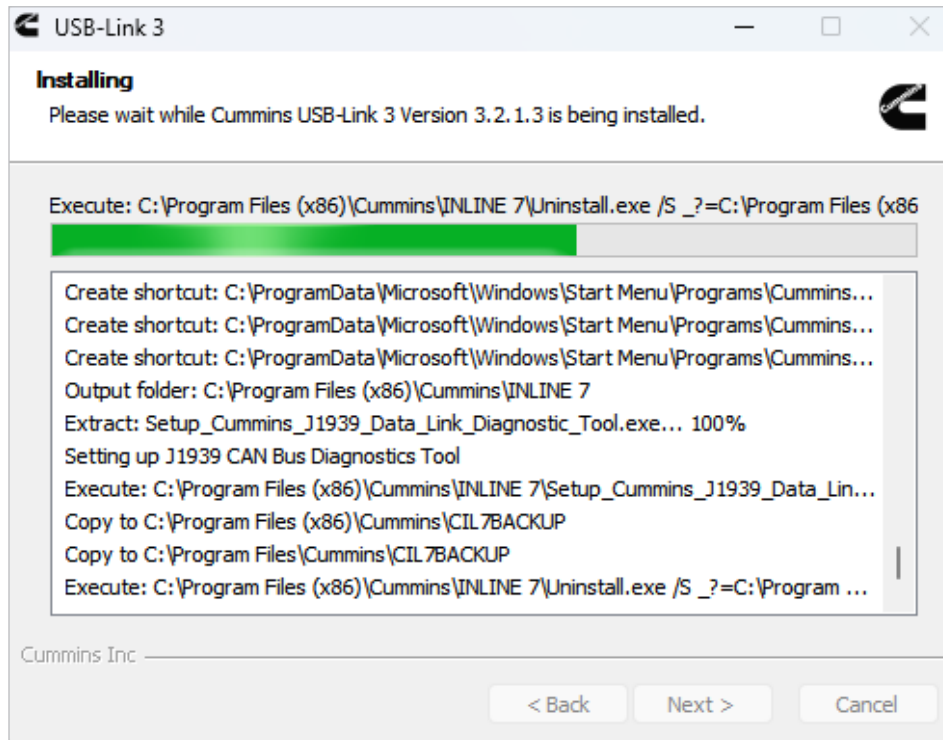 USB-Link 3
Installing
Please wait while Cummins USB-Link 3 Version 3.2.1.3 is being installed.
Cummins
Execute: C:\Program Files (x86)\Cummins\INLINE 7\Uninstall.exe /S _?=C:\Program Files (x86
Create shortcut: C:\ProgramData\Microsoft\Windows\Start Menu\Programs\Cummins...
Create shortcut: C:\ProgramData\Microsoft\Windows\Start Menu\Programs\Cummins...
Create shortcut: C:\ProgramData\Microsoft\Windows\Start Menu\Programs\Cummins...
Output folder: C:\Program Files (x86)\Cummins\INLINE 7
Extract: Setup_Cummins_J1939_Data_Link_Diagnostic_Tool.exe... 100%
Setting up J1939 CAN Bus Diagnostics Tool
Execute: C:\Program Files (x86)\Cummins\INLINE 7\Setup_Cummins_J1939_Data_Lin...
Copy to C:\Program Files (x86)\Cummins\CIL7BACKUP
Copy to C:\Program Files\Cummins\CIL7BACKUP
Execute: C:\Program Files (x86)\Cummins\INLINE 7\Uninstall.exe /S _?=C:\Program ...
Cummins Inc
< Back Next > Cancel